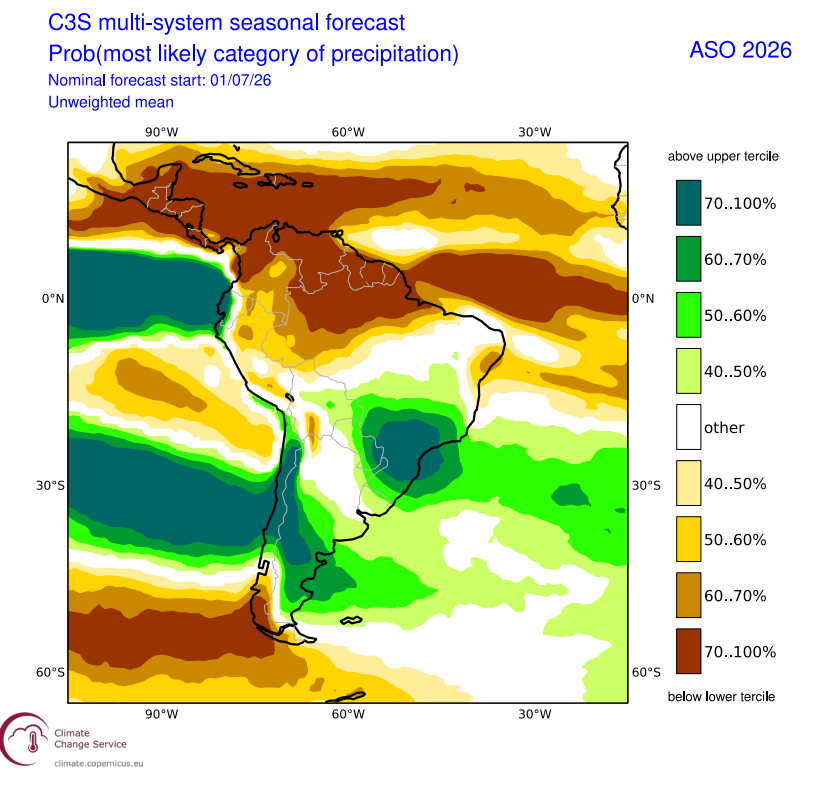 C3S multi-system seasonal forecast
Prob(most likely category of precipitation)
ASO 2026
Nominal forecast start: 01/07/26
Unweighted mean
90°W 60°W 30°W
above upper tercile
70..100%
60..70%
0°N 0°N
50..60%
40..50%
other
40..50%
30°S 30°S
50..60%
60..70%
70..100%
60°S 60°S
below lower tercile
90°W 60°W 30°W
Climate
Change Service
climate.copernicus.eu